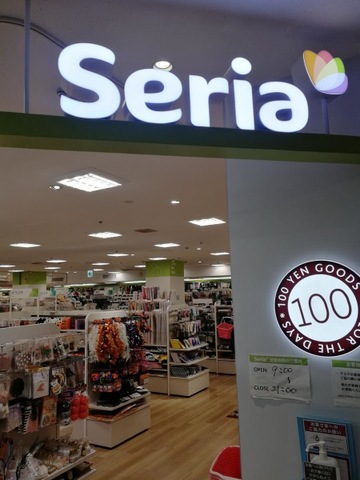 Seria
* 100 YEN GOODS FOR THE DAYS *
100
OPEN 9:00
CLOSE 21:00